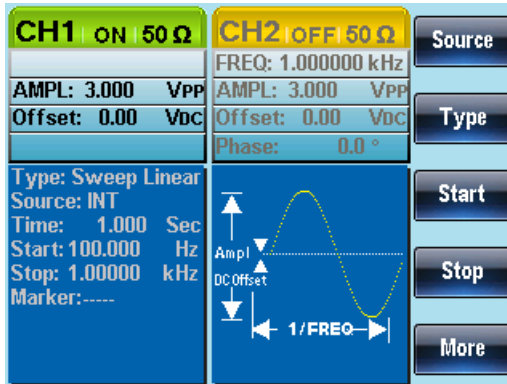 CH1 ON 50 Ω
AMPL: 3.000 VPP
Offset: 0.00 VDC
Type: Sweep Linear
Source: INT
Time: 1.000 Sec
Start: 100.000 Hz
Stop: 1.00000 kHz
Marker:-----
CH2 OFF 50 Ω
FREQ: 1.000000 kHz
AMPL: 3.000 VPP
Offset: 0.00 VDC
Phase: 0.0 °
Ampl
DC Offset
1/FREQ
Source
Type
Start
Stop
More